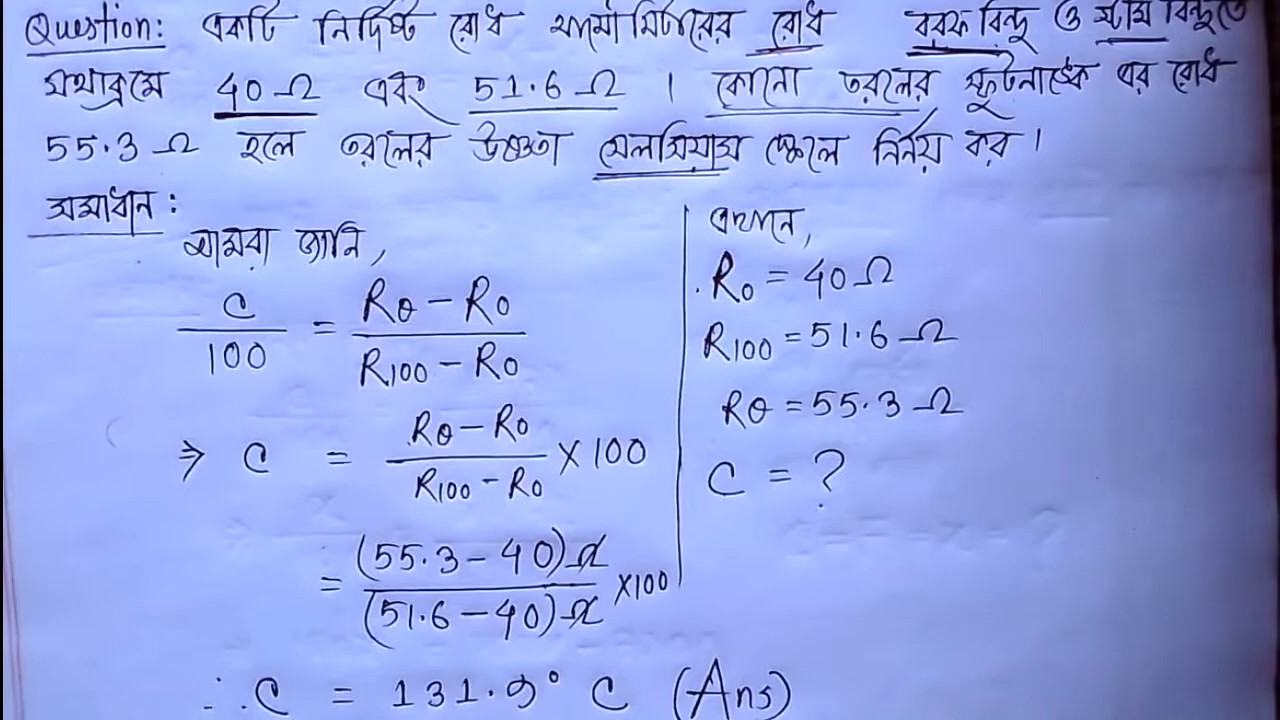 Question: একটি নির্দিষ্ট রোধ থার্মোমিটারের রোধ বরফ বিন্দু ও স্টীম বিন্দুতে
যথাক্রমে 40 Ω এবং 51.6 Ω । কোনো তরলের স্ফুটনাঙ্কে এর রোধ
55.3 Ω হলে তরলের উষ্ণতা সেলসিয়াস স্কেলে নির্নয় কর ।
সমাধান :
আমরা জানি,
C/100 = (Rθ - R0)/(R100 - R0)
⇒ C = (Rθ - R0)/(R100 - R0) × 100
= (55.3 - 40)Ω/(51.6 - 40)Ω × 100
∴ C = 131.9° C (Ans)
এখানে,
R0 = 40 Ω
R100 = 51.6 Ω
Rθ = 55.3 Ω
C = ?